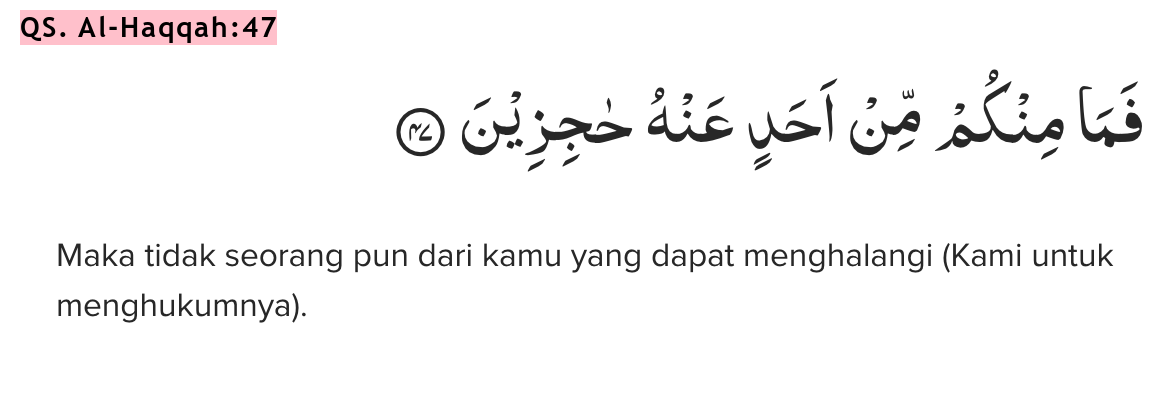 QS. Al-Haqqah:47
فَمَا مِنْكُمْ مِّنْ اَحَدٍ عَنْهُ حٰجِزِيْنَ ٤٧
Maka tidak seorang pun dari kamu yang dapat menghalangi (Kami untuk
menghukumnya).